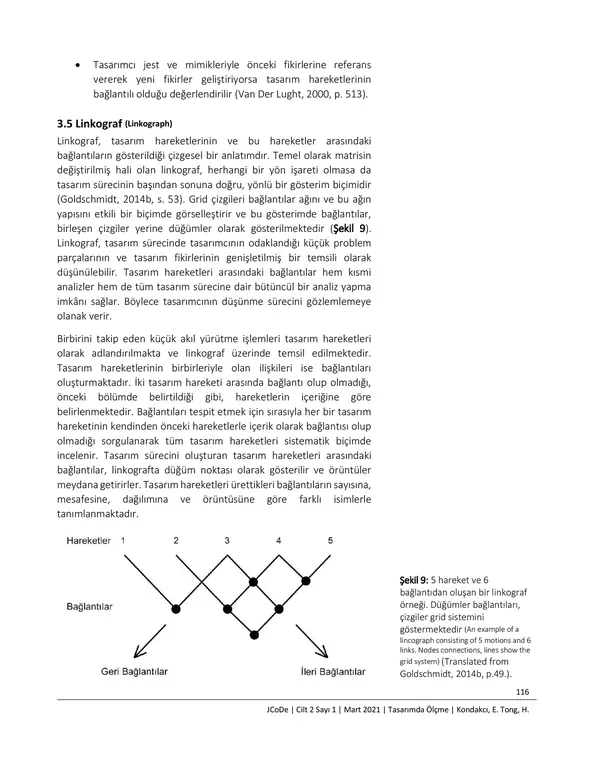 • Tasarımcı jest ve mimikleriyle önceki fikirlerine referans
vererek yeni fikirler geliştiriyorsa tasarım hareketlerinin
bağlantılı olduğu değerlendirilir (Van Der Lught, 2000, p. 513).
3.5 Linkograf (Linkograph)
Linkograf, tasarım hareketlerinin ve bu hareketler arasındaki
bağlantıların gösterildiği çizgesel bir anlatımdır. Temel olarak matrisin
değiştirilmiş hali olan linkograf, herhangi bir yön işareti olmasa da
tasarım sürecinin başından sonuna doğru, yönlü bir gösterim biçimidir
(Goldschmidt, 2014b, s. 53). Grid çizgileri bağlantılar ağını ve bu ağın
yapısını etkili bir biçimde görselleştirir ve bu gösterimde bağlantılar,
birleşen çizgiler yerine düğümler olarak gösterilmektedir (Şekil 9).
Linkograf, tasarım sürecinde tasarımcının odaklandığı küçük problem
parçalarının ve tasarım fikirlerinin genişletilmiş bir temsili olarak
düşünülebilir. Tasarım hareketleri arasındaki bağlantılar hem kısmi
analizler hem de tüm tasarım sürecine dair bütüncül bir analiz yapma
imkânı sağlar. Böylece tasarımcının düşünme sürecini gözlemlemeye
olanak verir.
Birbirini takip eden küçük akıl yürütme işlemleri tasarım hareketleri
olarak adlandırılmakta ve linkograf üzerinde temsil edilmektedir.
Tasarım hareketlerinin birbirleriyle olan ilişkileri ise bağlantıları
oluşturmaktadır. İki tasarım hareketi arasında bağlantı olup olmadığı,
önceki bölümde belirtildiği gibi, hareketlerin içeriğine göre
belirlenmektedir. Bağlantıları tespit etmek için sırasıyla her bir tasarım
hareketinin kendinden önceki hareketlerle içerik olarak bağlantısı olup
olmadığı sorgulanarak tüm tasarım hareketleri sistematik biçimde
incelenir. Tasarım sürecini oluşturan tasarım hareketleri arasındaki
bağlantılar, linkografta düğüm noktası olarak gösterilir ve örüntüler
meydana getirirler. Tasarım hareketleri ürettikleri bağlantıların sayısına,
mesafesine, dağılımına ve örüntüsüne göre farklı isimlerle
tanımlanmaktadır.
Hareketler 1 2 3 4 5
Bağlantılar
Geri Bağlantılar İleri Bağlantılar
Şekil 9: 5 hareket ve 6
bağlantıdan oluşan bir linkograf
örneği. Düğümler bağlantıları,
çizgiler grid sistemini
göstermektedir (An example of a
lincograph consisting of 5 motions and 6
links. Nodes connections, lines show the
grid system) (Translated from
Goldschmidt, 2014b, p.49.).
116
JCoDe | Cilt 2 Sayı 1 | Mart 2021 | Tasarımda Ölçme | Kondakcı, E. Tong, H.